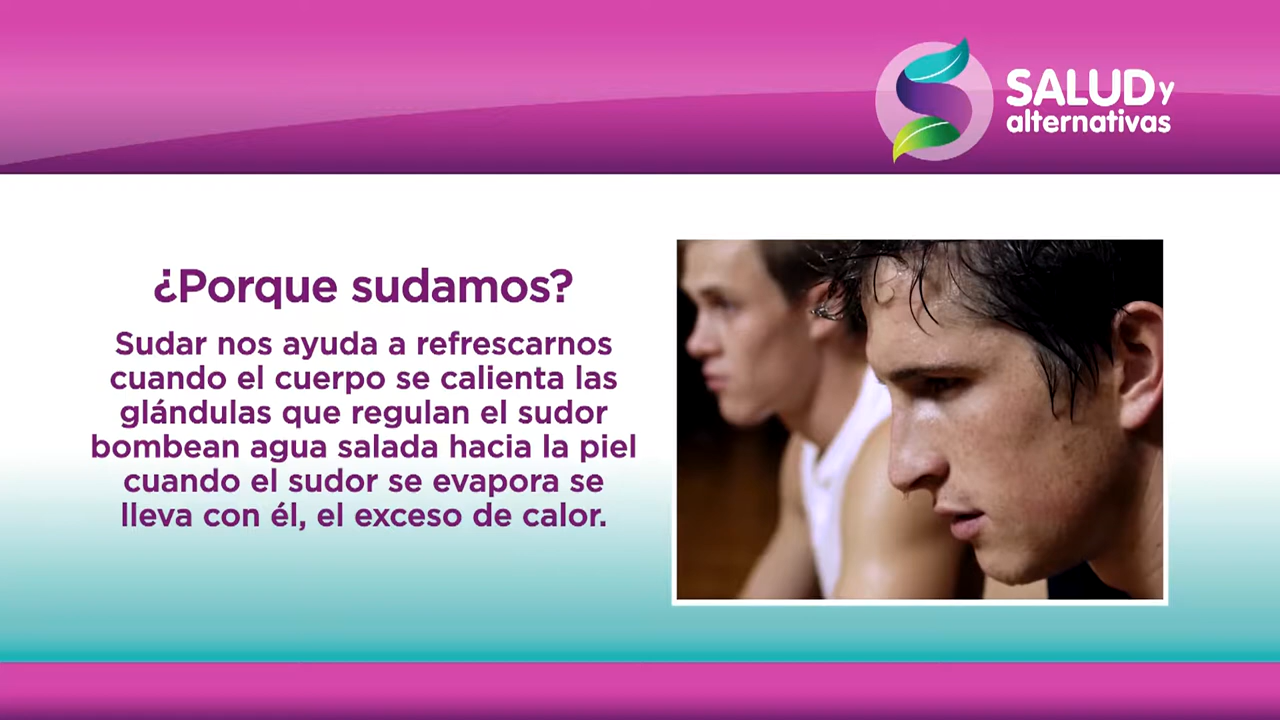 SALUD y
alternativas
¿Porque sudamos?
Sudar nos ayuda a refrescarnos
cuando el cuerpo se calienta las
glándulas que regulan el sudor
bombean agua salada hacia la piel
cuando el sudor se evapora se
lleva con él, el exceso de calor.